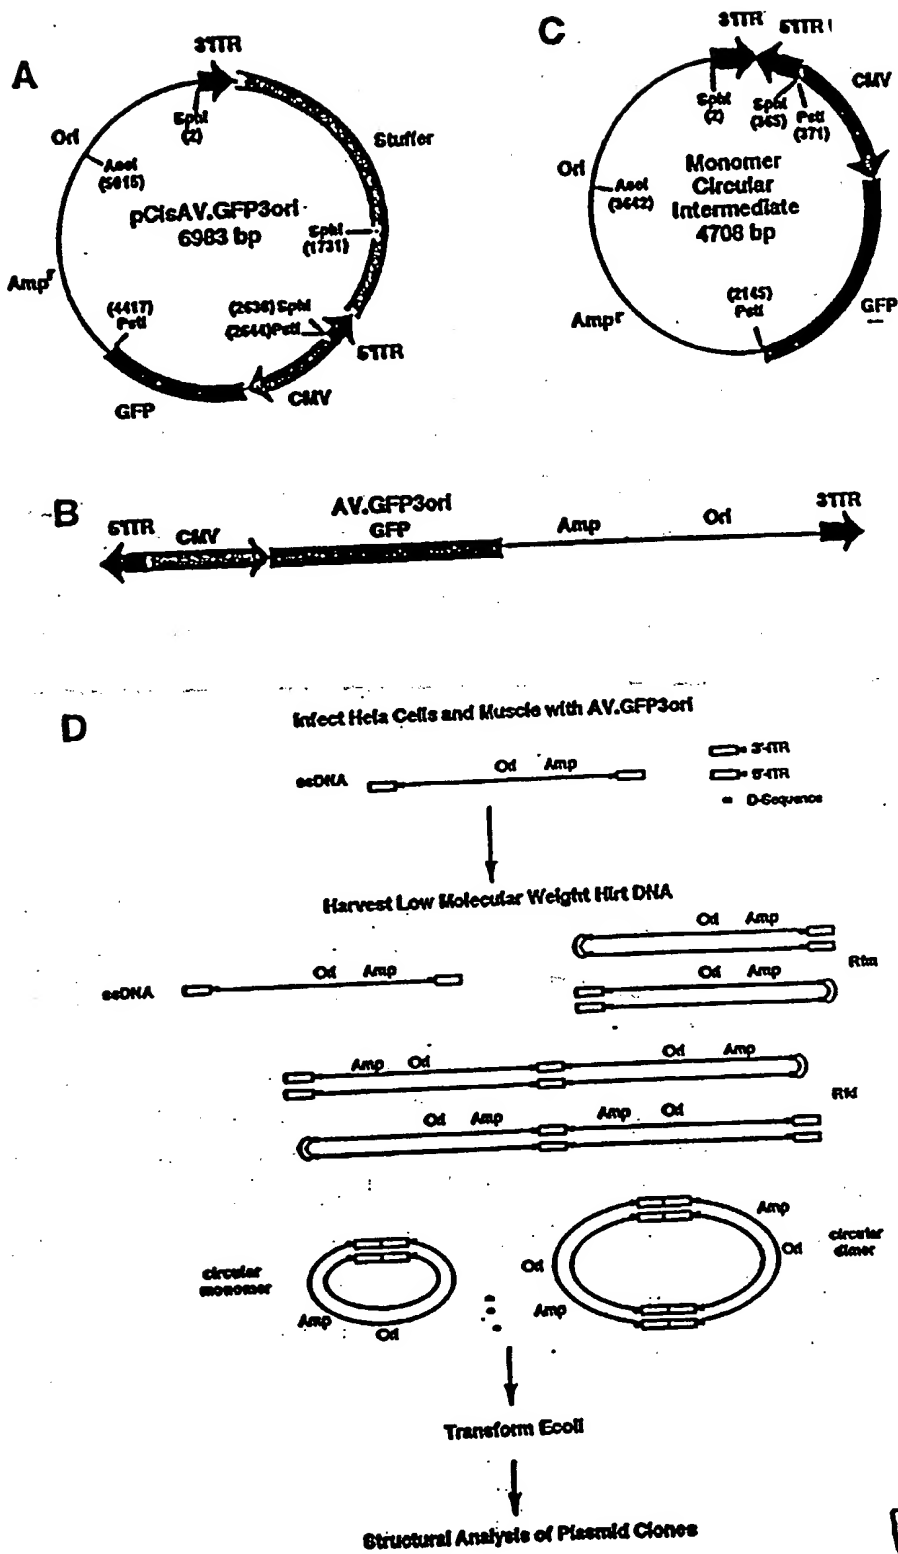 A
3'ITR
SphI
(2)
Ori
AseI
(5915)
Stuffer
pCisAV.GFP3ori
6983 bp
SphI
(1731)
Amp^r
(4417)
PstI
(2638)SphI
(2644)PstI
5'ITR
GFP
CMV
C
3'ITR
5'ITR
CMV
SphI
(2)
SphI
(365)
PstI
(371)
Ori
AseI
(3642)
Monomer
Circular
Intermediate
4708 bp
(2145)
PstI
Amp^r
GFP
B
AV.GFP3ori
5'ITR
CMV
GFP
Amp
Ori
3'ITR
D
Infect Hela Cells and Muscle with AV.GFP3ori
ssDNA
Ori Amp
3'-ITR
5'-ITR
D-Sequence
Harvest Low Molecular Weight Hirt DNA
ssDNA
Ori Amp
Ori Amp
Rfm
Ori Amp
Amp Ori
Ori Amp
Rfd
Ori Amp
Amp Ori
circular
monomer
Amp
Ori
Amp
Ori
circular
dimer
Ori
Amp
Transform Ecoli
Structural Analysis of Plasmid Clones